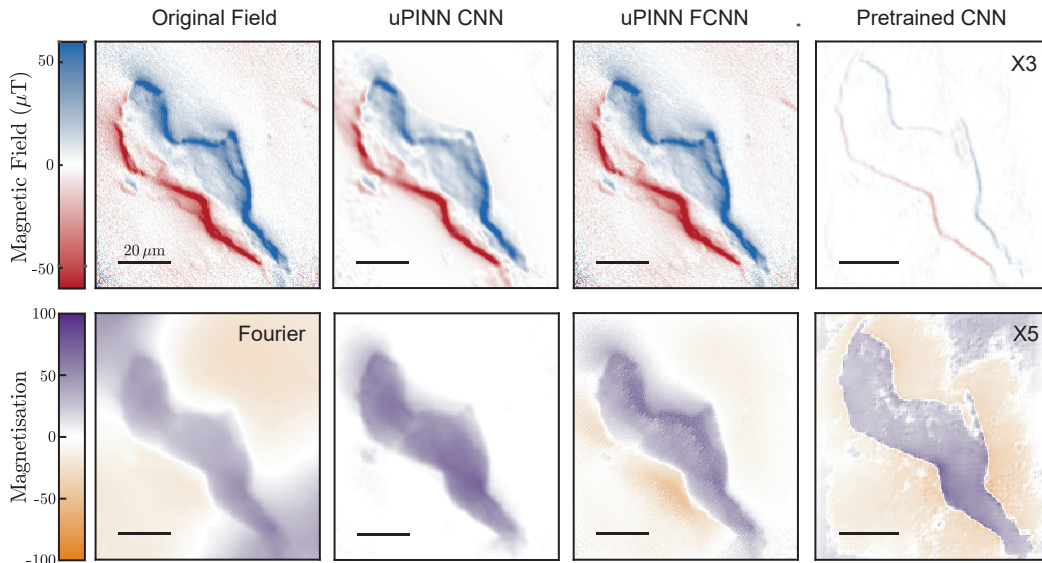 Original Field
uPINN CNN
uPINN FCNN
Pretrained CNN
Magnetic Field (μT)
50
0
-50
20 μm
X3
Magnetisation
100
50
0
-50
-100
Fourier
X5